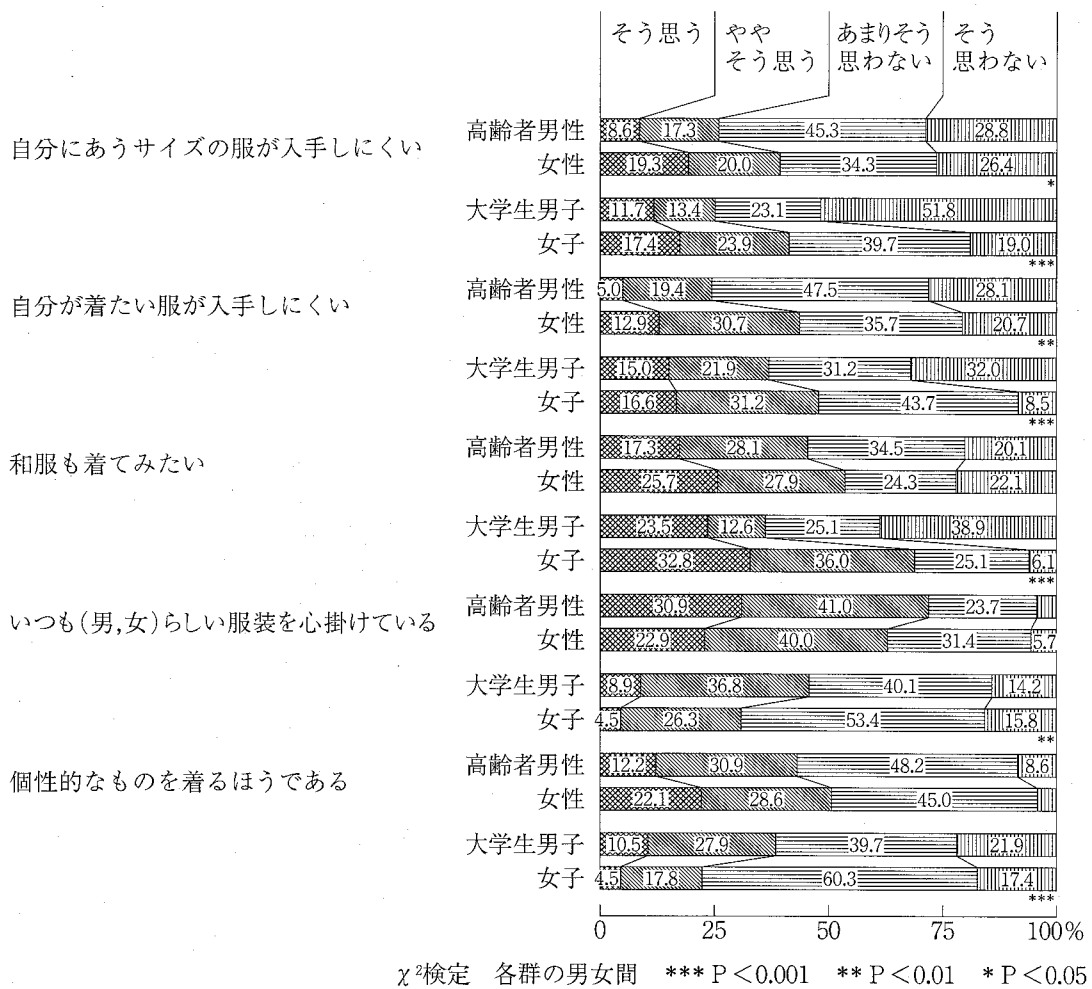 そう思う
やや
そう思う
あまりそう
思わない
そう
思わない
自分にあうサイズの服が入手しにくい
高齢者男性 8.6 17.3 45.3 28.8
女性 19.3 20.0 34.3 26.4
*
大学生男子 11.7 13.4 23.1 51.8
女子 17.4 23.9 39.7 19.0
***
自分が着たい服が入手しにくい
高齢者男性 5.0 19.4 47.5 28.1
女性 12.9 30.7 35.7 20.7
**
大学生男子 15.0 21.9 31.2 32.0
女子 16.6 31.2 43.7 8.5
***
和服も着てみたい
高齢者男性 17.3 28.1 34.5 20.1
女性 25.7 27.9 24.3 22.1
大学生男子 23.5 12.6 25.1 38.9
女子 32.8 36.0 25.1 6.1
***
いつも(男,女)らしい服装を心掛けている
高齢者男性 30.9 41.0 23.7
女性 22.9 40.0 31.4 5.7
大学生男子 8.9 36.8 40.1 14.2
女子 4.5 26.3 53.4 15.8
**
個性的なものを着るほうである
高齢者男性 12.2 30.9 48.2 8.6
女性 22.1 28.6 45.0
大学生男子 10.5 27.9 39.7 21.9
女子 4.5 17.8 60.3 17.4
***
0 25 50 75 100%
χ²検定 各群の男女間 *** P<0.001 ** P<0.01 * P<0.05